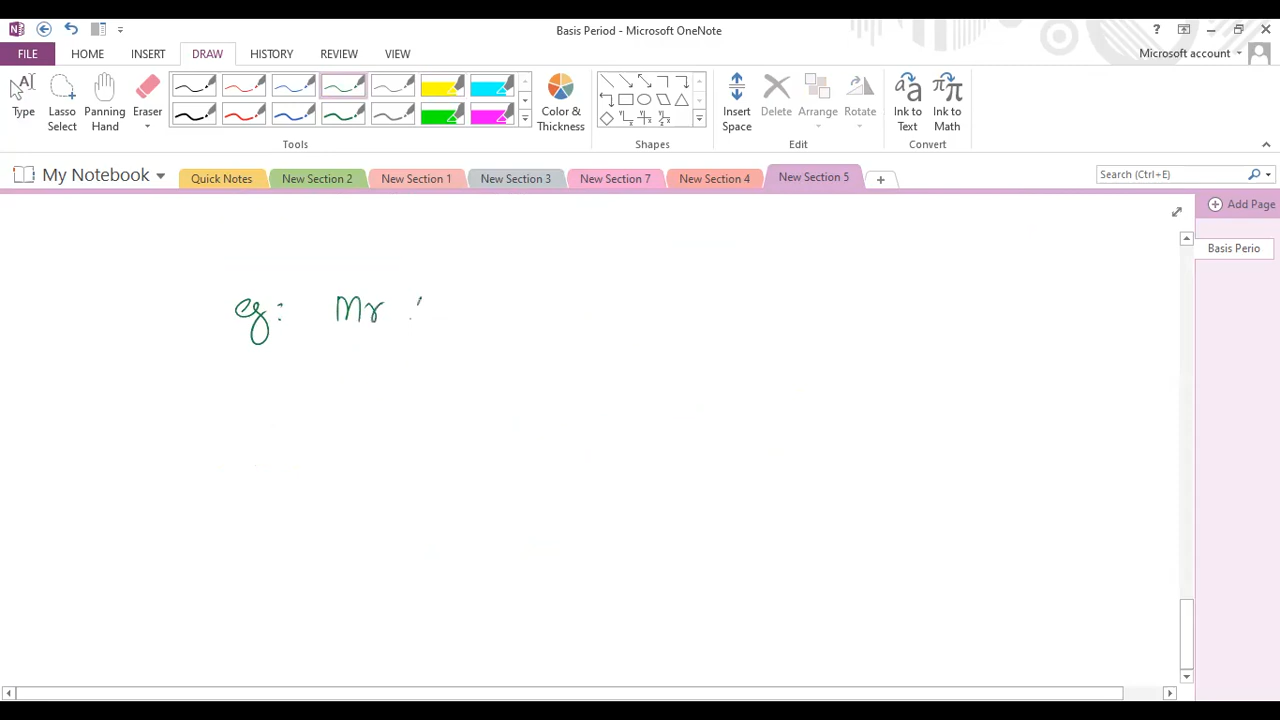 Basis Period - Microsoft OneNote
?
FILE HOME INSERT DRAW HISTORY REVIEW VIEW
Microsoft account
Type
Lasso Select
Panning Hand
Eraser
Color & Thickness
Insert Space
Delete
Arrange
Rotate
Ink to Text
Ink to Math
Tools Shapes Edit Convert
My Notebook Quick Notes New Section 2 New Section 1 New Section 3 New Section 7 New Section 4 New Section 5
Search (Ctrl+E)
Add Page
Basis Perio
eg: Mr